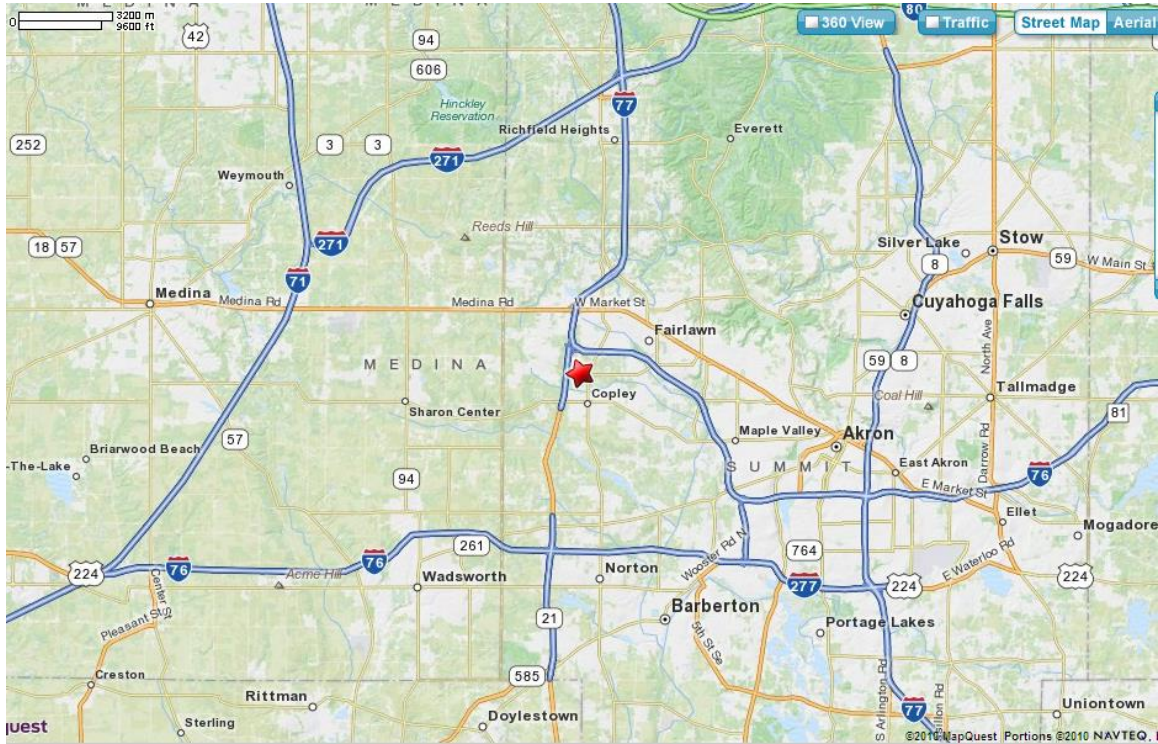 M E D I N A
M E D I N A
80
0
3200 m
9600 ft
360 View
Traffic
Street Map
Aerial
42
94
606
Hinckley
Reservation
77
Richfield Heights
Everett
252
3
3
271
Weymouth
Reeds Hill
18
57
271
71
Silver Lake
Stow
8
59
W Main St
Medina
Medina Rd
Medina Rd
W Market St
Cuyahoga Falls
Fairlawn
North Ave
M E D I N A
59
8
Sharon Center
Copley
Coal Hill
Tallmadge
81
57
Briarwood Beach
-The-Lake
Maple Valley
Akron
S U M M I T
East Akron
Darrow Rd
94
E Market St
76
Ellet
Mogadore
261
76
76
224
Acme Hill
Center St
Wadsworth
Norton
Wooster Rd N
764
277
224
E Waterloo Rd
224
Pleasant St
21
Barberton
5th St Se
Portage Lakes
Creston
585
Rittman
Sterling
Doylestown
S Arlington Rd
77
Uniontown
quest
©2010 MapQuest Portions ©2010 NAVTEQ,